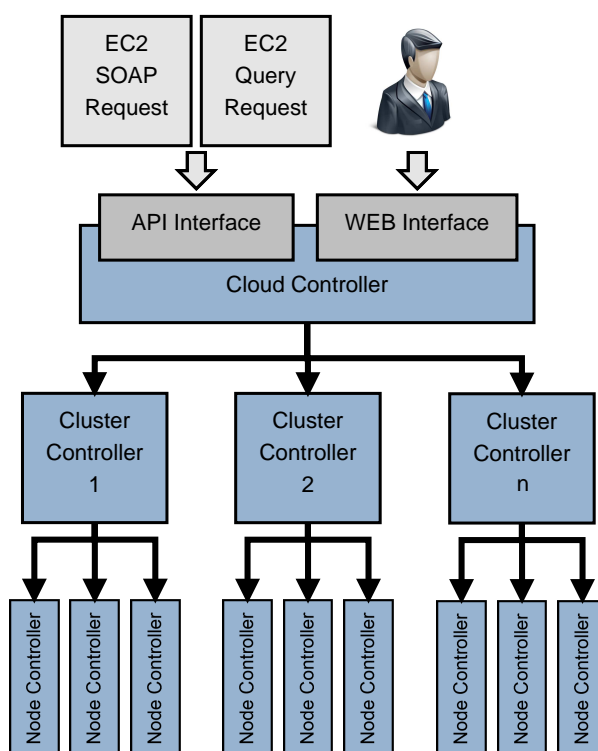 EC2
SOAP
Request
EC2
Query
Request
API Interface
WEB Interface
Cloud Controller
Cluster
Controller
1
Cluster
Controller
2
Cluster
Controller
n
Node Controller
Node Controller
Node Controller
Node Controller
Node Controller
Node Controller
Node Controller
Node Controller
Node Controller